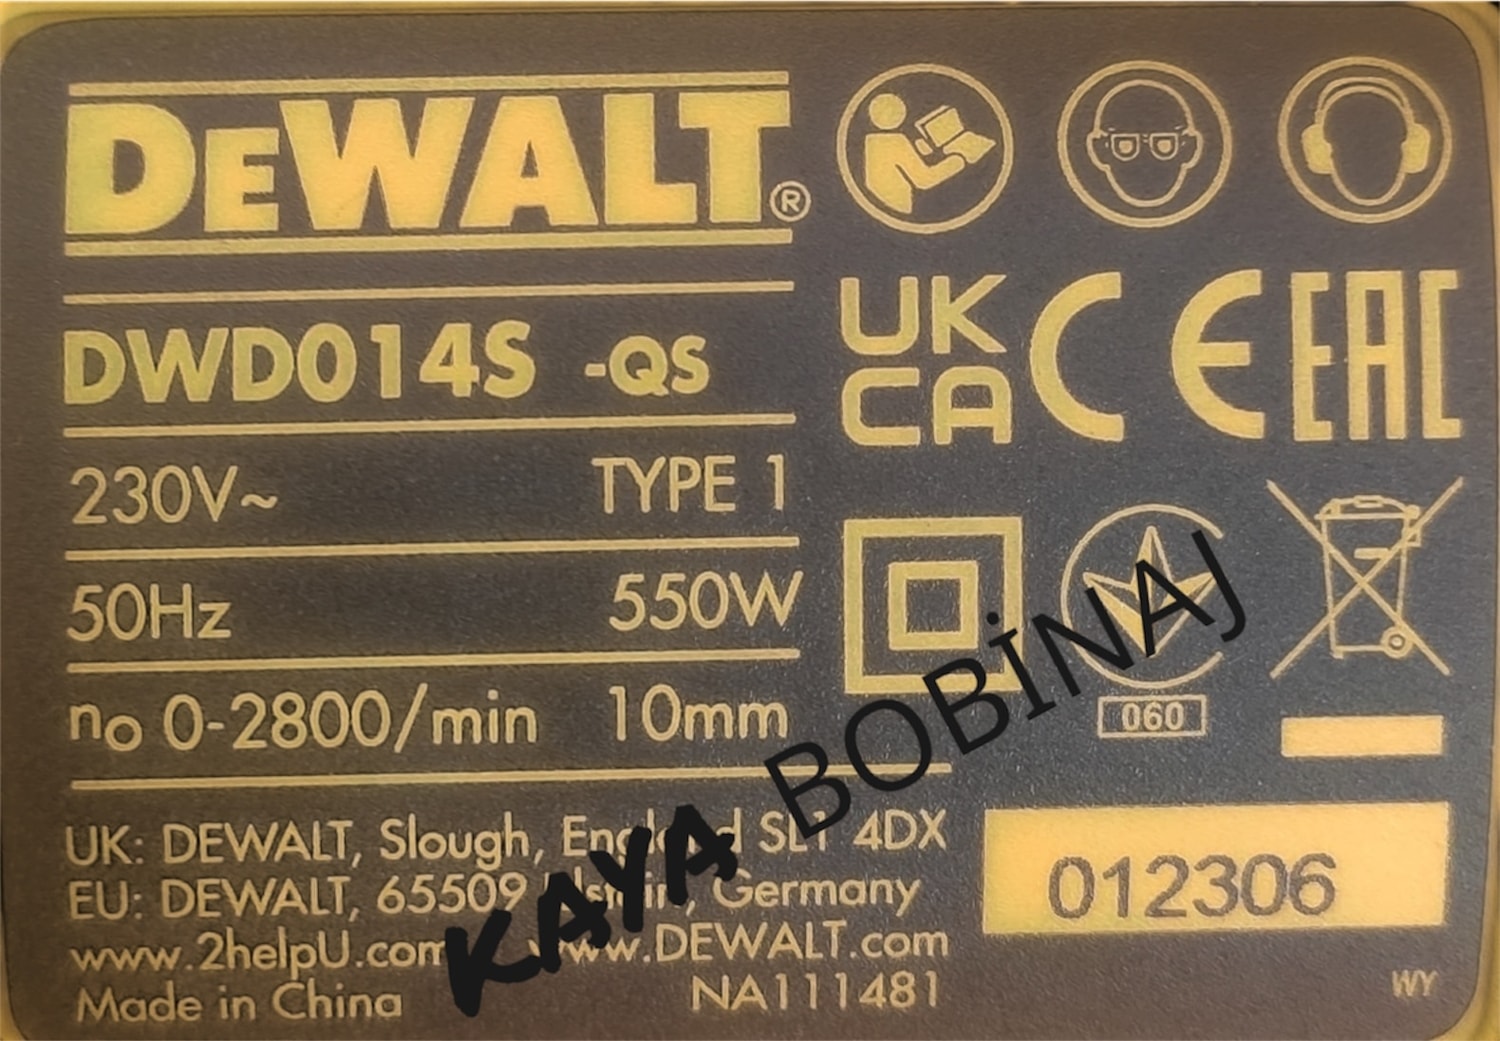 DEWALT®
DWD014S -QS
230V~ TYPE 1
50Hz 550W
no 0-2800/min 10mm
UK: DEWALT, Slough, England SL1 4DX
EU: DEWALT, 65509 Germany
www.2helpU.com www.DEWALT.com
Made in China NA111481
UK
CA
CE
EAC
060
012306
WY
KAYA BOBİNAJ